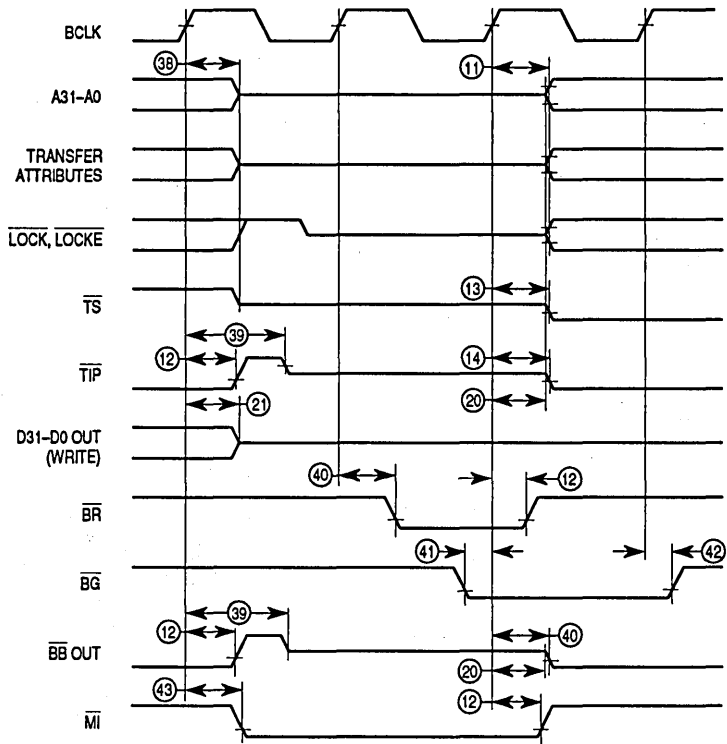 BCLK
38 11
A31–A0
TRANSFER
ATTRIBUTES
LOCK, LOCKE
13
TS
39
12 14
TIP
21 20
D31–D0 OUT
(WRITE)
40 12
BR
41 42
BG
39
12 40
BB OUT
20
43 12
MI